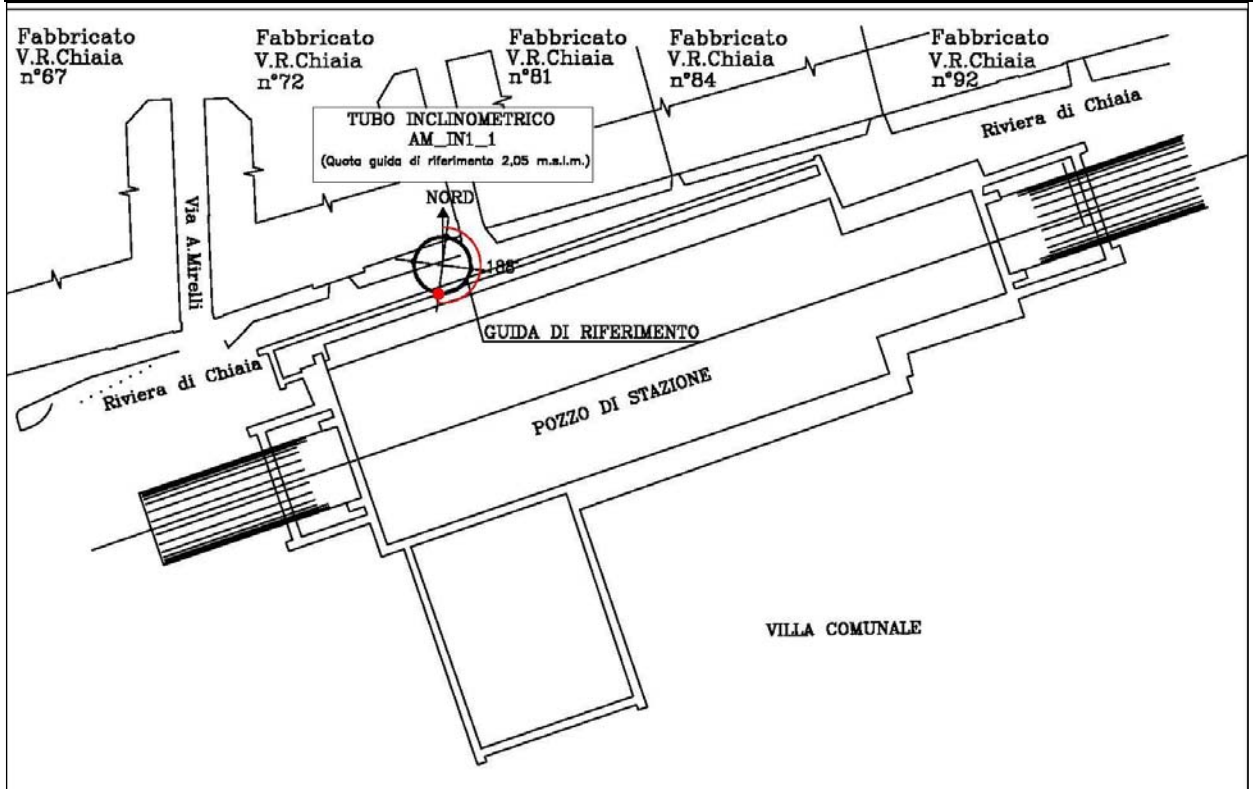 Fabbricato
V.R.Chiaia
n°67
Fabbricato
V.R.Chiaia
n°72
Fabbricato
V.R.Chiaia
n°81
Fabbricato
V.R.Chiaia
n°84
Fabbricato
V.R.Chiaia
n°92
TUBO INCLINOMETRICO
AM_IN1_1
(Quota guida di riferimento 2,05 m.s.l.m.)
Riviera di Chiaia
NORD
Via A.Mirelli
188°
GUIDA DI RIFERIMENTO
Riviera di Chiaia
POZZO DI STAZIONE
VILLA COMUNALE